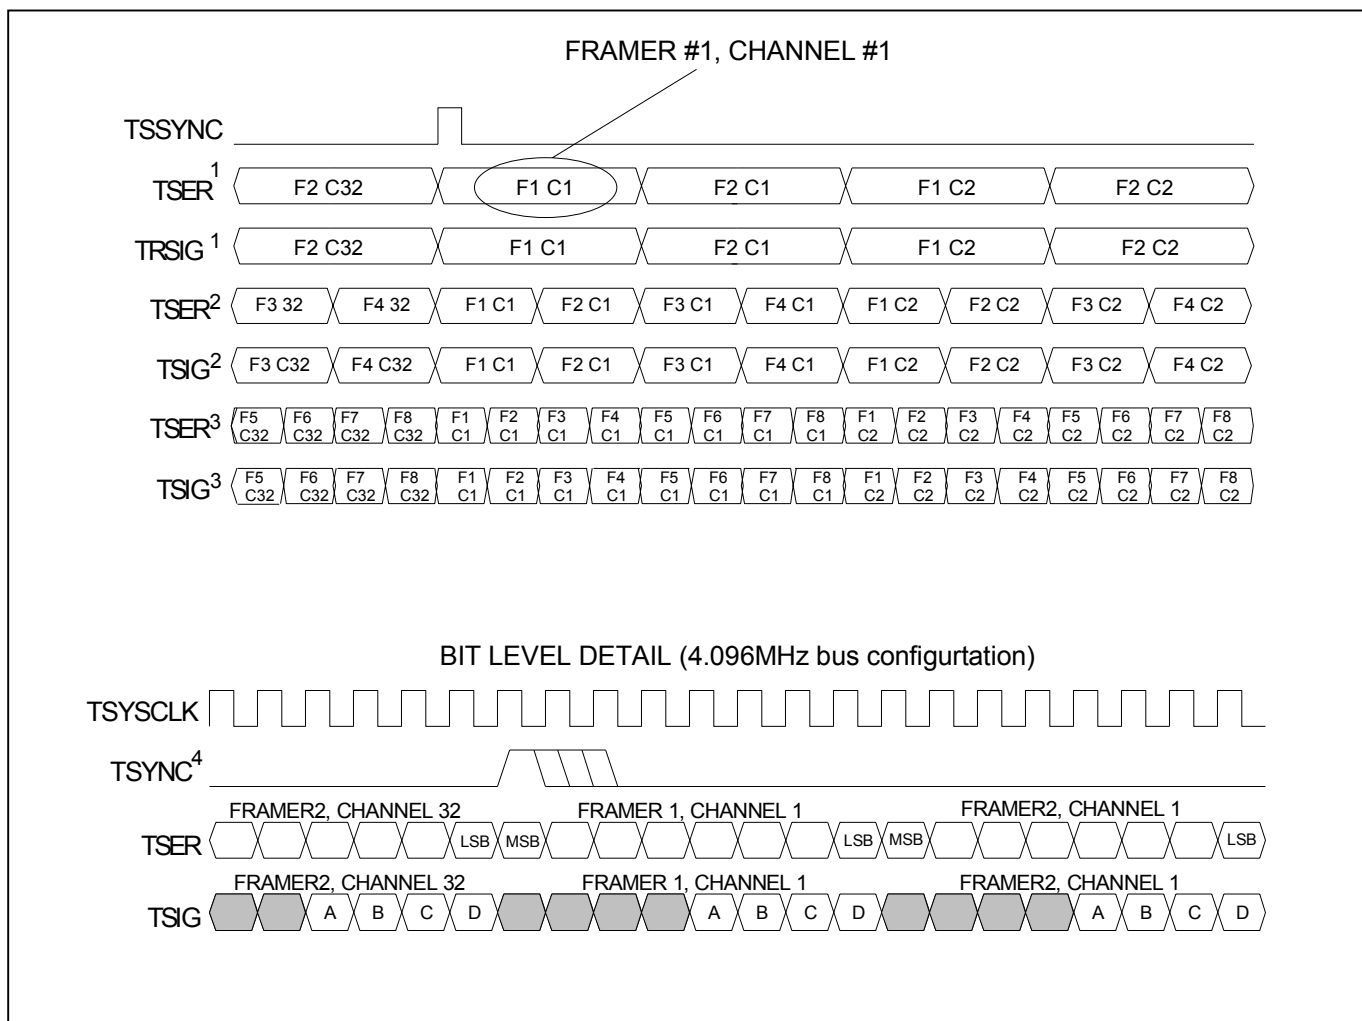 FRAMER #1, CHANNEL #1
TSSYNC
TSER1 F2 C32 F1 C1 F2 C1 F1 C2 F2 C2
TRSIG 1 F2 C32 F1 C1 F2 C1 F1 C2 F2 C2
TSER2 F3 32 F4 32 F1 C1 F2 C1 F3 C1 F4 C1 F1 C2 F2 C2 F3 C2 F4 C2
TSIG2 F3 C32 F4 C32 F1 C1 F2 C1 F3 C1 F4 C1 F1 C2 F2 C2 F3 C2 F4 C2
TSER3 F5 C32 F6 C32 F7 C32 F8 C32 F1 C1 F2 C1 F3 C1 F4 C1 F5 C1 F6 C1 F7 C1 F8 C1 F1 C2 F2 C2 F3 C2 F4 C2 F5 C2 F6 C2 F7 C2 F8 C2
TSIG3 F5 C32 F6 C32 F7 C32 F8 C32 F1 C1 F2 C1 F3 C1 F4 C1 F5 C1 F6 C1 F7 C1 F8 C1 F1 C2 F2 C2 F3 C2 F4 C2 F5 C2 F6 C2 F7 C2 F8 C2
BIT LEVEL DETAIL (4.096MHz bus configurtation)
TSYSCLK
TSYNC4
FRAMER2, CHANNEL 32 FRAMER 1, CHANNEL 1 FRAMER2, CHANNEL 1
TSER LSB MSB LSB MSB LSB
FRAMER2, CHANNEL 32 FRAMER 1, CHANNEL 1 FRAMER2, CHANNEL 1
TSIG A B C D A B C D A B C D